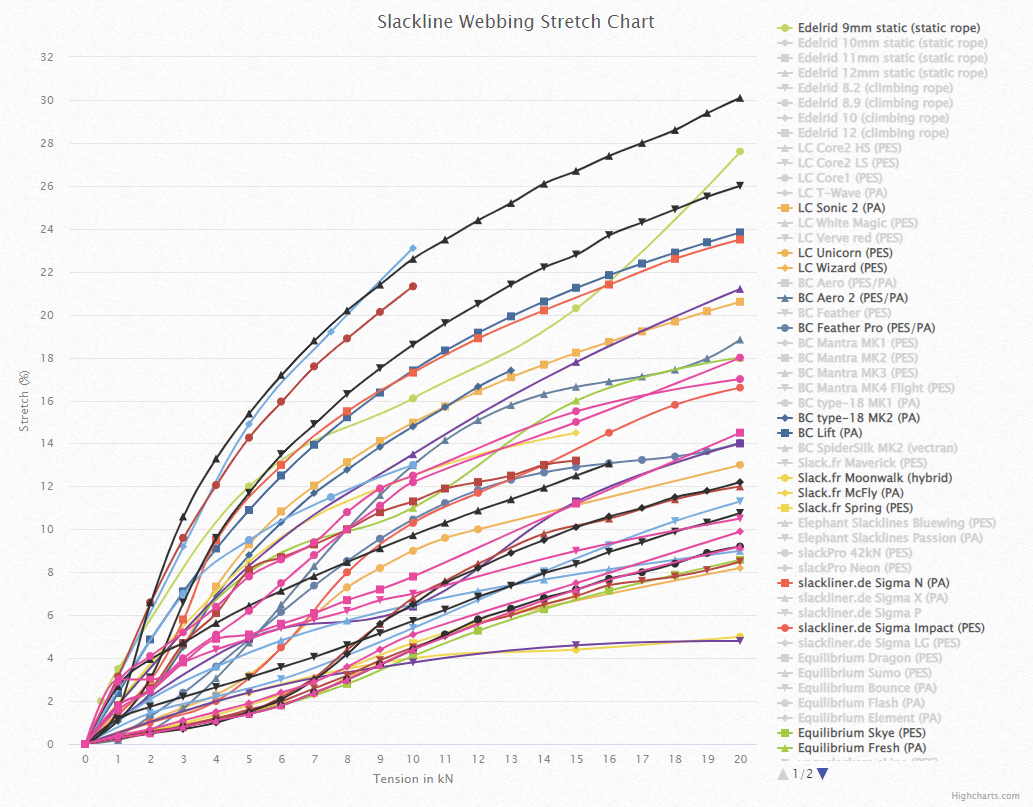 Slackline Webbing Stretch Chart
Stretch (%)
32
30
28
26
24
22
20
18
16
14
12
10
8
6
4
2
0
0 1 2 3 4 5 6 7 8 9 10 11 12 13 14 15 16 17 18 19 20
Tension in kN
Edelrid 9mm static (static rope)
Edelrid 10mm static (static rope)
Edelrid 11mm static (static rope)
Edelrid 12mm static (static rope)
Edelrid 8.2 (climbing rope)
Edelrid 8.9 (climbing rope)
Edelrid 10 (climbing rope)
Edelrid 12 (climbing rope)
LC Core2 HS (PES)
LC Core2 LS (PES)
LC Core1 (PES)
LC T-Wave (PA)
LC Sonic 2 (PA)
LC White Magic (PES)
LC Verve red (PES)
LC Unicorn (PES)
LC Wizard (PES)
BC Aero (PES/PA)
BC Aero 2 (PES/PA)
BC Feather (PES)
BC Feather Pro (PES/PA)
BC Mantra MK1 (PES)
BC Mantra MK2 (PES)
BC Mantra MK3 (PES)
BC Mantra MK4 Flight (PES)
BC type-18 MK1 (PA)
BC type-18 MK2 (PA)
BC Lift (PA)
BC SpiderSilk MK2 (vectran)
Slack.fr Maverick (PES)
Slack.fr Moonwalk (hybrid)
Slack.fr McFly (PA)
Slack.fr Spring (PES)
Elephant Slacklines Bluewing (PES)
Elephant Slacklines Passion (PA)
slackPro 42kN (PES)
slackPro Neon (PES)
slackliner.de Sigma N (PA)
slackliner.de Sigma X (PA)
slackliner.de Sigma P
slackliner.de Sigma Impact (PES)
slackliner.de Sigma LG (PES)
Equilibrium Dragon (PES)
Equilibrium Sumo (PES)
Equilibrium Bounce (PA)
Equilibrium Flash (PA)
Equilibrium Element (PA)
Equilibrium Skye (PES)
Equilibrium Fresh (PA)
1/2
Highcharts.com